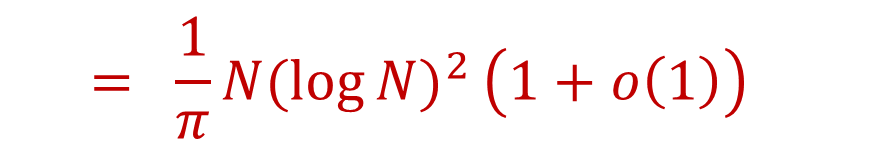 = 1/π N(log N)² (1 + o(1))